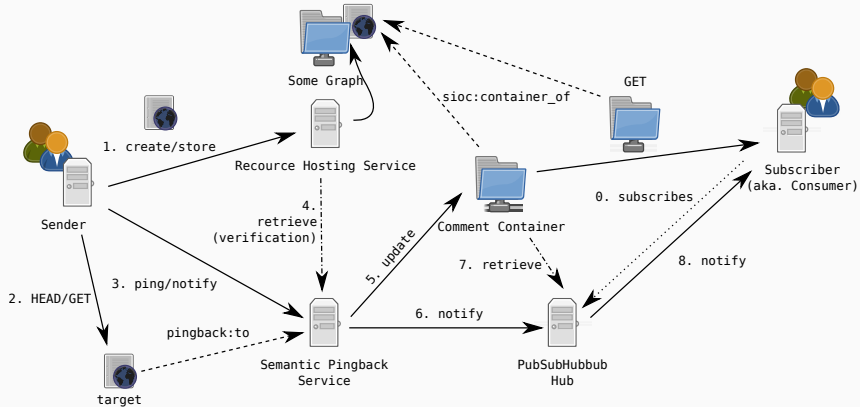 Some Graph
GET
sioc:container_of
1. create/store
Recource Hosting Service
Subscriber
(aka. Consumer)
Sender
4.
retrieve
(verification)
0. subscribes
Comment Container
5. update
7. retrieve
8. notify
3. ping/notify
2. HEAD/GET
6. notify
pingback:to
Semantic Pingback
Service
PubSubHubbub
Hub
target